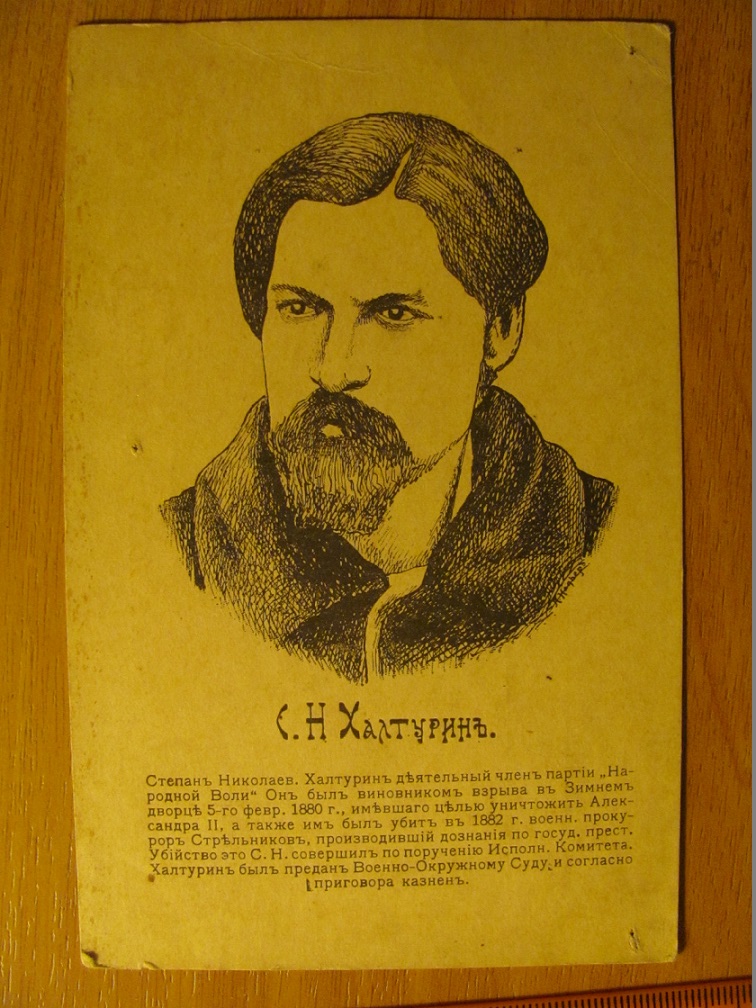 С. Н Халтуринъ.
Степанъ Николаев. Халтуринъ дѣятельный членъ партіи „На-
родной Воли“ Онъ былъ виновникомъ взрыва въ Зимнемъ
дворцѣ 5-го февр. 1880 г., имѣвшаго цѣлью уничтожить Алек-
сандра II, а также имъ былъ убитъ въ 1882 г. военн. проку-
роръ Стрѣльниковъ, производившій дознанія по госуд. прест.
Убійство это С. Н. совершилъ по порученію Исполн. Комитета.
Халтуринъ былъ преданъ Военно-Окружному Суду и согласно
приговора казненъ.